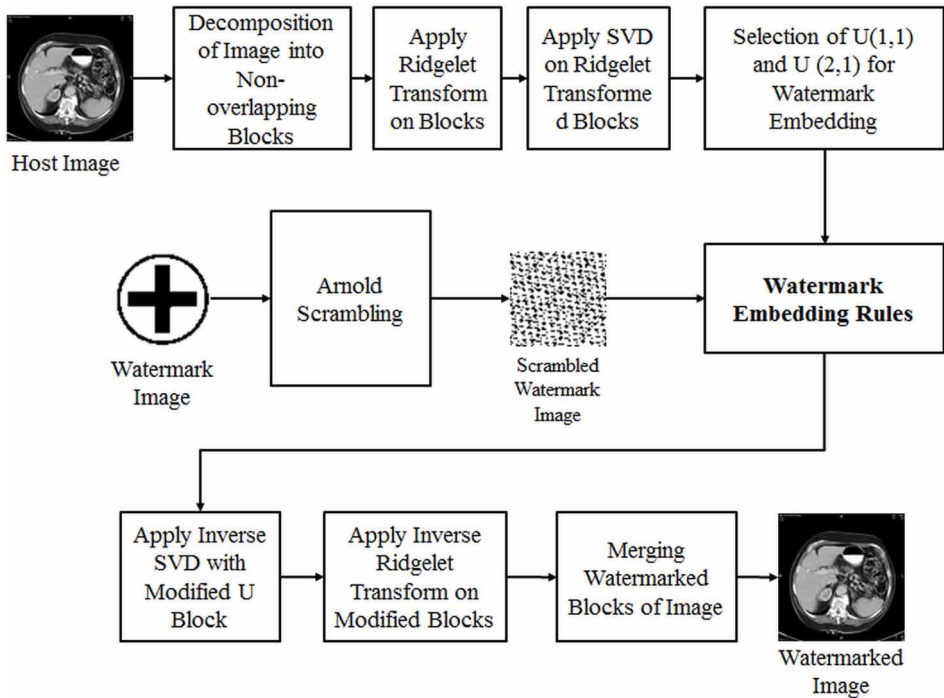 Decomposition
of Image into
Non-
overlapping
Blocks
Apply
Ridgelet
Transform
on Blocks
Apply SVD
on Ridgelet
Transforme
d Blocks
Selection of U(1,1)
and U (2,1) for
Watermark
Embedding
Host Image
Arnold
Scrambling
Watermark
Embedding Rules
Watermark
Image
Scrambled
Watermark
Image
Apply Inverse
SVD with
Modified U
Block
Apply Inverse
Ridgelet
Transform on
Modified Blocks
Merging
Watermarked
Blocks of Image
Watermarked
Image